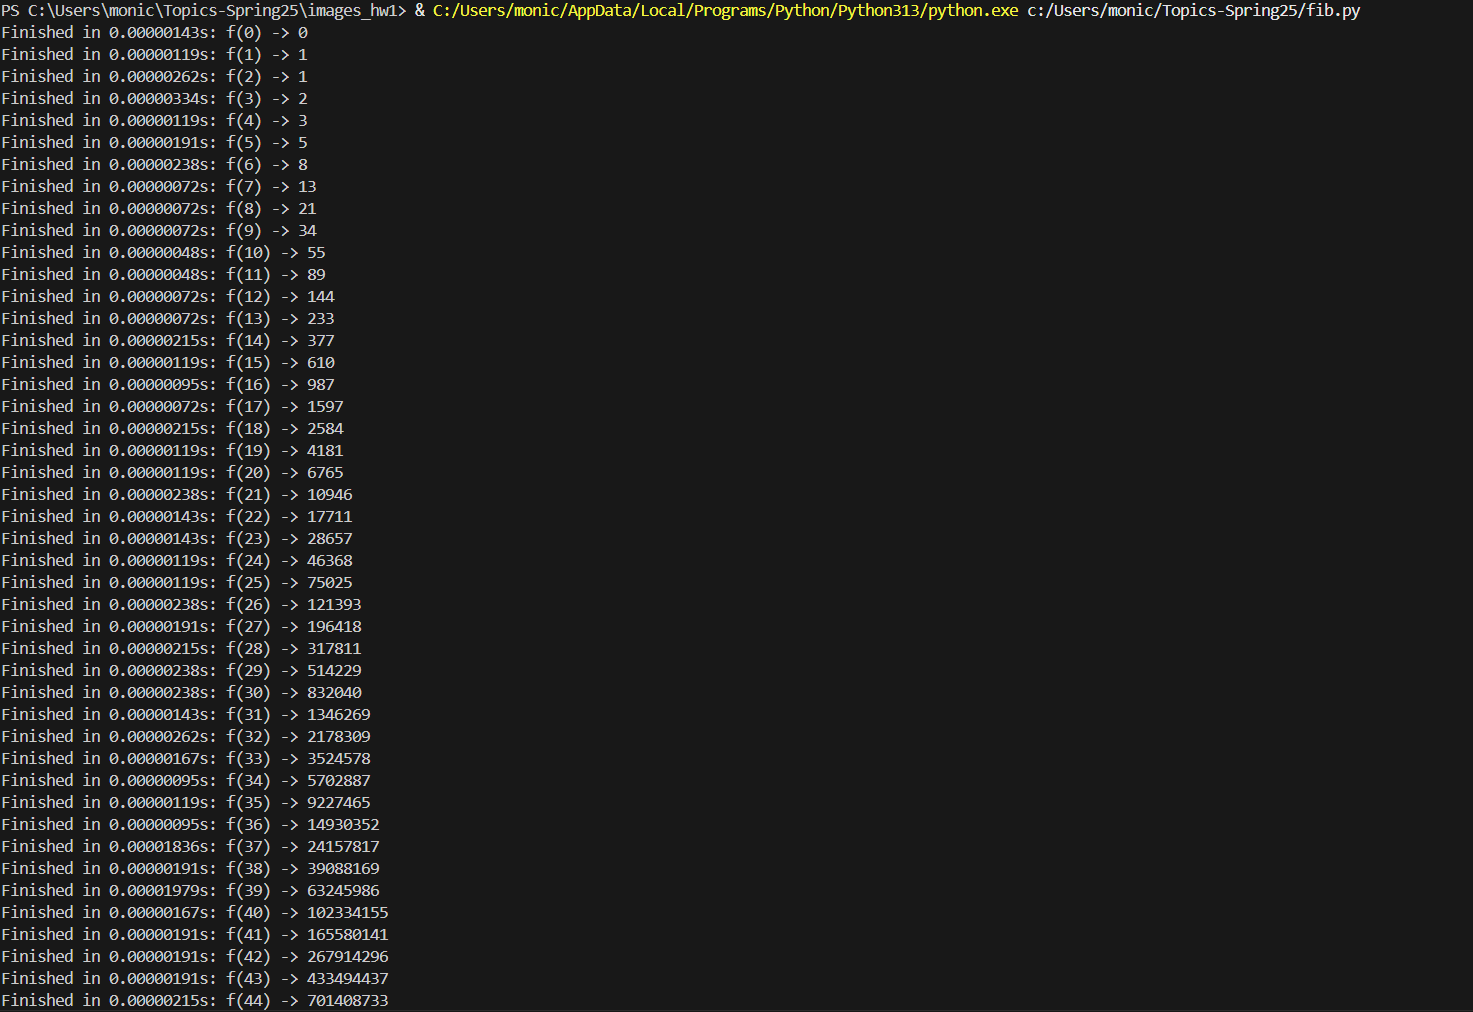 PS C:\Users\monic\Topics-Spring25\images_hw1> & C:/Users/monic/AppData/Local/Programs/Python/Python313/python.exe c:/Users/monic/Topics-Spring25/fib.py
Finished in 0.00000143s: f(0) -> 0
Finished in 0.00000119s: f(1) -> 1
Finished in 0.00000262s: f(2) -> 1
Finished in 0.00000334s: f(3) -> 2
Finished in 0.00000119s: f(4) -> 3
Finished in 0.00000191s: f(5) -> 5
Finished in 0.00000238s: f(6) -> 8
Finished in 0.00000072s: f(7) -> 13
Finished in 0.00000072s: f(8) -> 21
Finished in 0.00000072s: f(9) -> 34
Finished in 0.00000048s: f(10) -> 55
Finished in 0.00000048s: f(11) -> 89
Finished in 0.00000072s: f(12) -> 144
Finished in 0.00000072s: f(13) -> 233
Finished in 0.00000215s: f(14) -> 377
Finished in 0.00000119s: f(15) -> 610
Finished in 0.00000095s: f(16) -> 987
Finished in 0.00000072s: f(17) -> 1597
Finished in 0.00000215s: f(18) -> 2584
Finished in 0.00000119s: f(19) -> 4181
Finished in 0.00000119s: f(20) -> 6765
Finished in 0.00000238s: f(21) -> 10946
Finished in 0.00000143s: f(22) -> 17711
Finished in 0.00000143s: f(23) -> 28657
Finished in 0.00000119s: f(24) -> 46368
Finished in 0.00000119s: f(25) -> 75025
Finished in 0.00000238s: f(26) -> 121393
Finished in 0.00000191s: f(27) -> 196418
Finished in 0.00000215s: f(28) -> 317811
Finished in 0.00000238s: f(29) -> 514229
Finished in 0.00000238s: f(30) -> 832040
Finished in 0.00000143s: f(31) -> 1346269
Finished in 0.00000262s: f(32) -> 2178309
Finished in 0.00000167s: f(33) -> 3524578
Finished in 0.00000095s: f(34) -> 5702887
Finished in 0.00000119s: f(35) -> 9227465
Finished in 0.00000095s: f(36) -> 14930352
Finished in 0.00001836s: f(37) -> 24157817
Finished in 0.00000191s: f(38) -> 39088169
Finished in 0.00001979s: f(39) -> 63245986
Finished in 0.00000167s: f(40) -> 102334155
Finished in 0.00000191s: f(41) -> 165580141
Finished in 0.00000191s: f(42) -> 267914296
Finished in 0.00000191s: f(43) -> 433494437
Finished in 0.00000215s: f(44) -> 701408733